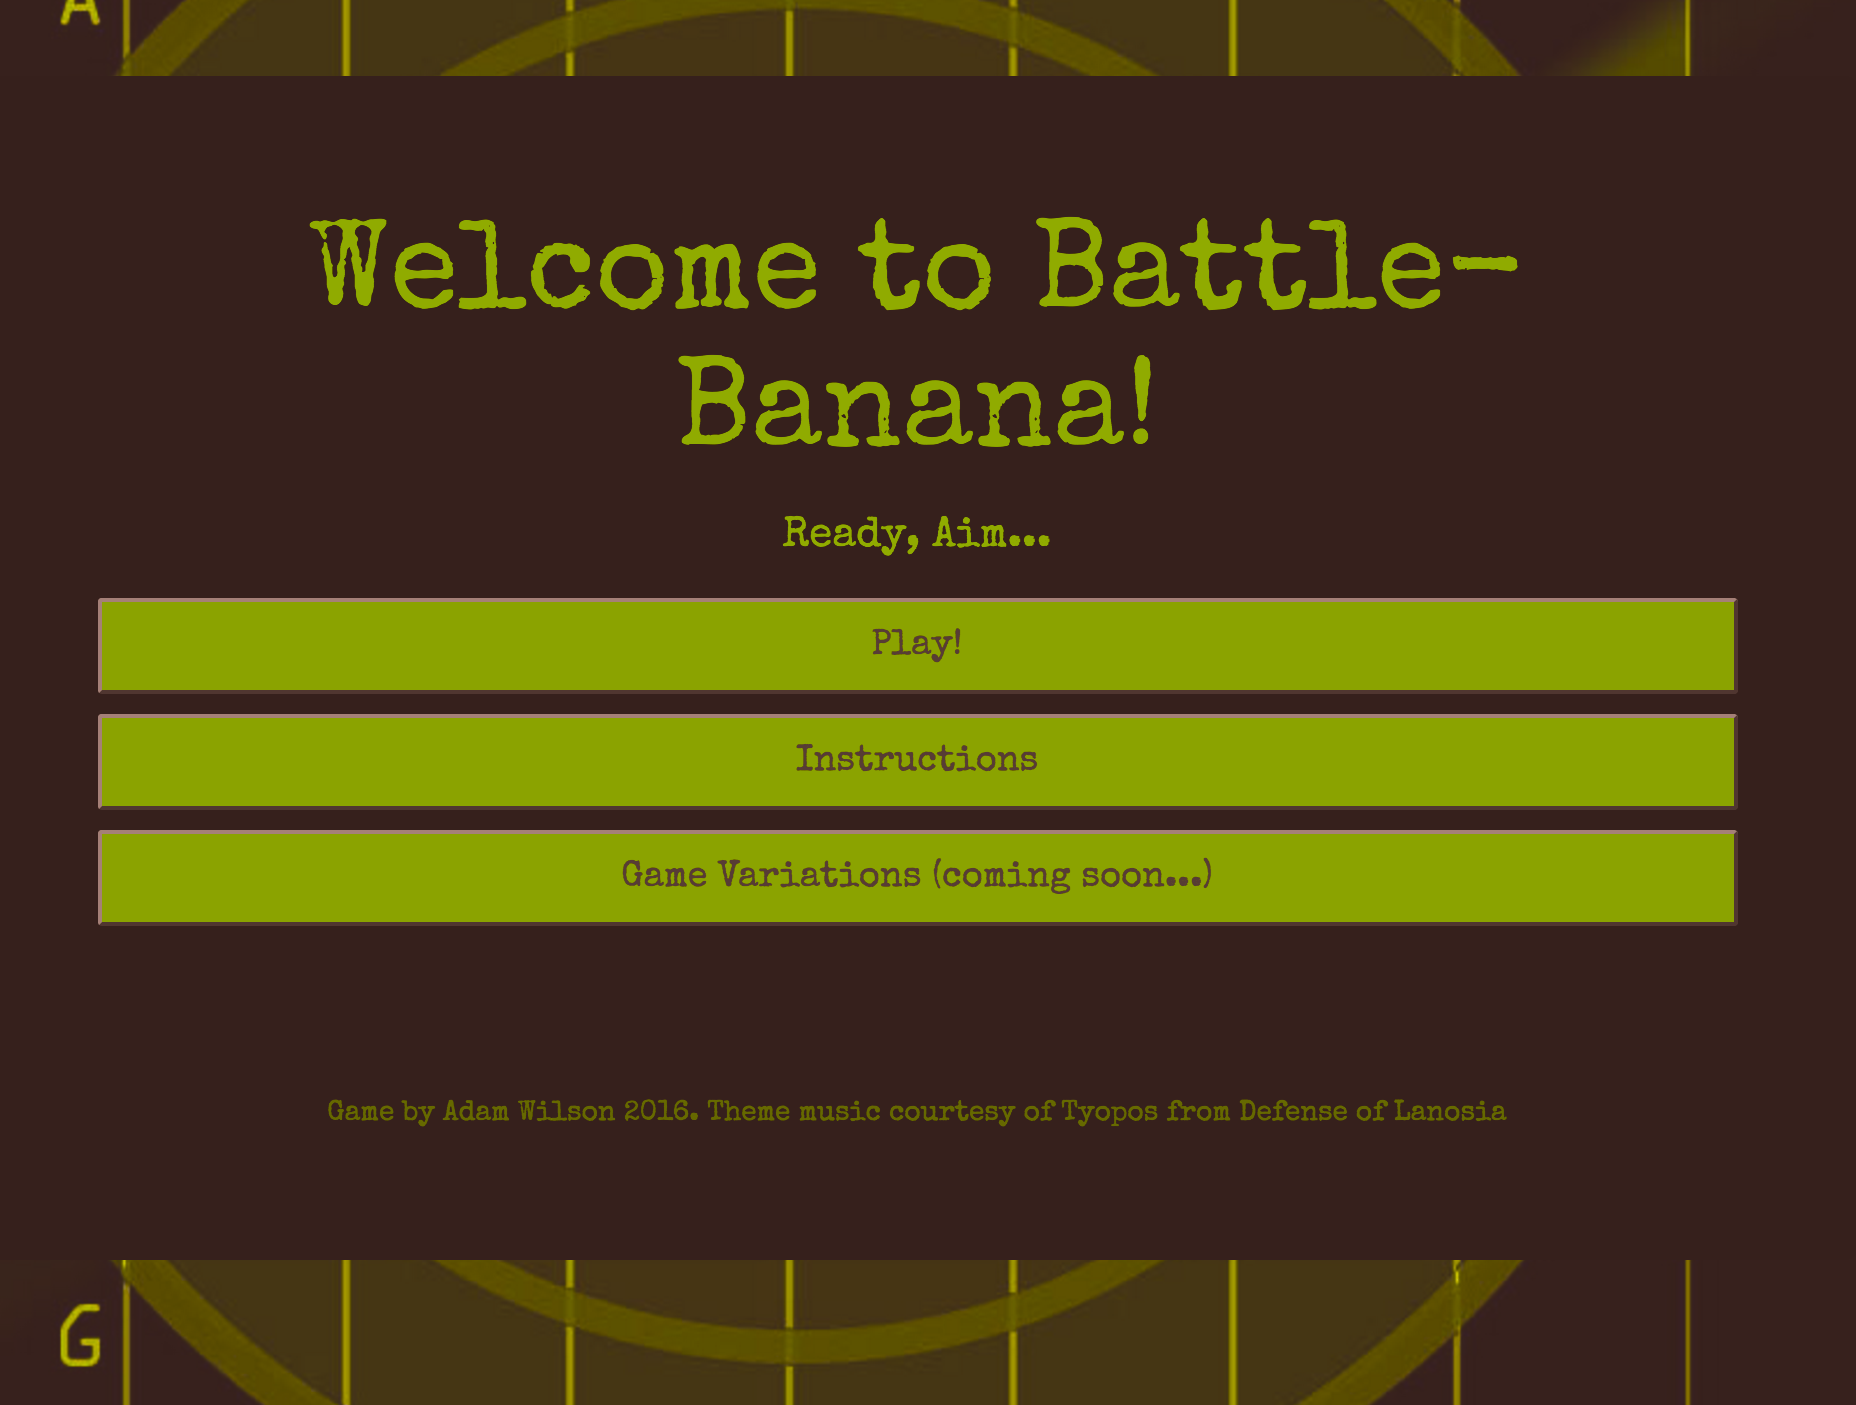 A
Welcome to Battle-
Banana!
Ready, Aim...
Play!
Instructions
Game Variations (coming soon...)
Game by Adam Wilson 2016. Theme music courtesy of Tyopos from Defense of Lanosia
G